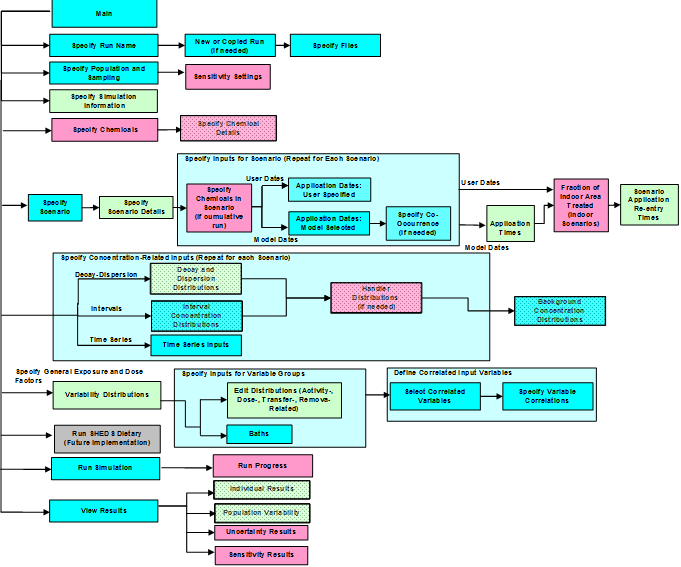 Main
Specify Run Name
New or Copied Run
(if needed)
Specify Files
Specify Population and
Sampling
Sensitivity Settings
Specify Simulation
Information
Specify Chemicals
Specify Chemical
Details
Specify Inputs for Scenario (Repeat for Each Scenario)
User Dates
Application Dates:
User Specified
Specify
Chemicals in
Scenario
(if cumulative
run)
Specify
Scenario
Specify
Scenario Details
Application Dates:
Model Selected
Specify Co-
Occurrence
(if needed)
Model Dates
User Dates
Application
Times
Model Dates
Fraction of
Indoor Area
Treated
(Indoor
Scenarios)
Scenario
Application
Re-entry
Times
Specify Concentration-Related Inputs (Repeat for each Scenario)
Decay-Dispersion
Decay and
Dispersion
Distributions
Intervals
Interval
Concentration
Distributions
Time Series
Time Series Inputs
Handler
Distributions
(if needed)
Background
Concentration
Distributions
Specify General Exposure and Dose
Factors
Variability Distributions
Specify Inputs for Variable Groups
Edit Distributions (Activity-,
Dose-, Transfer-, Remova-
Related)
Baths
Define Correlated Input Variables
Select Correlated
Variables
Specify Variable
Correlations
Run SHEDS Dietary
(Future Implementation)
Run Simulation
Run Progress
View Results
Individual Results
Population Variability
Uncertainty Results
Sensitivity Results